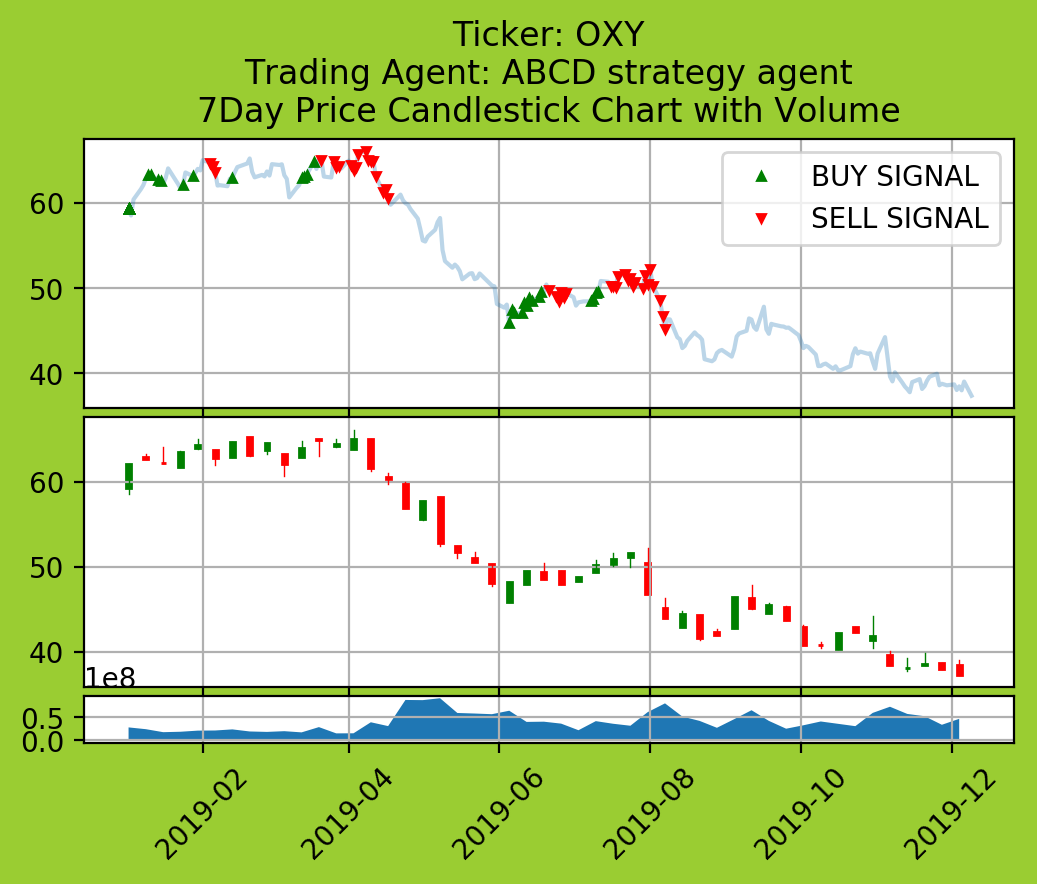 Ticker: OXY
Trading Agent: ABCD strategy agent
7Day Price Candlestick Chart with Volume
BUY SIGNAL
SELL SIGNAL
60
50
40
60
50
40
1e8
0.5
0.0
2019-02
2019-04
2019-06
2019-08
2019-10
2019-12